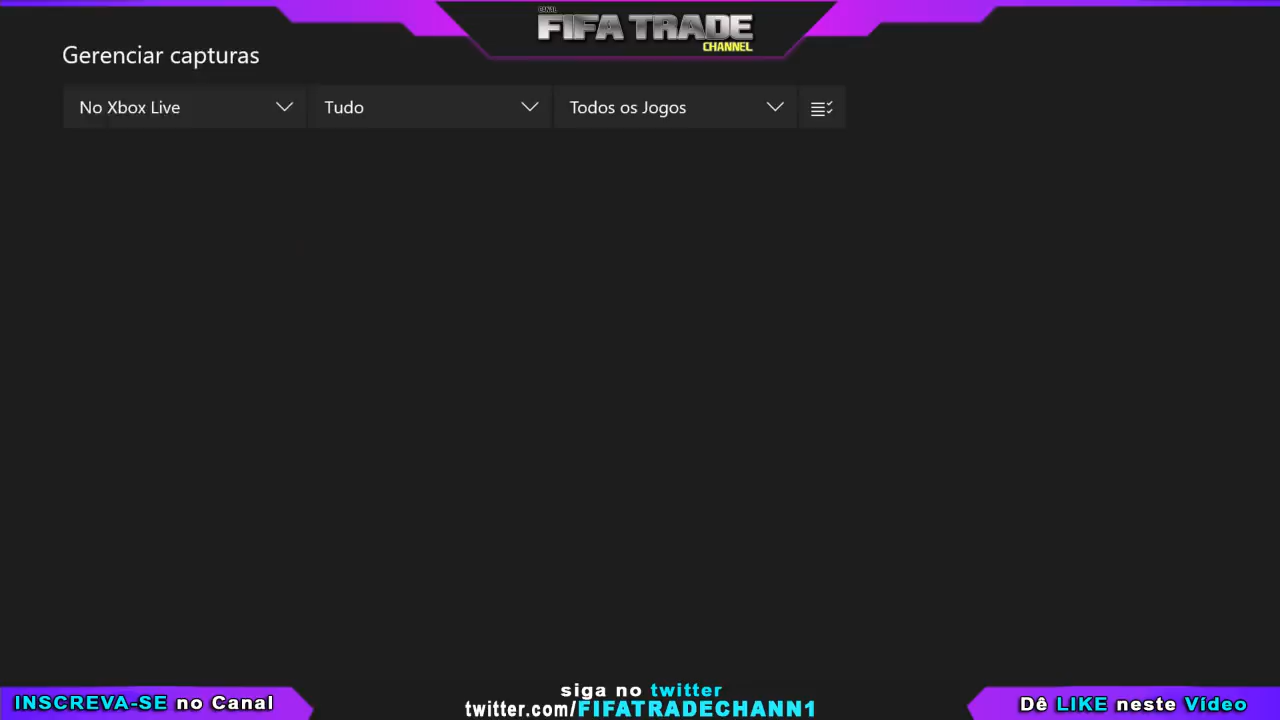 CANAL
FIFA TRADE
CHANNEL
Gerenciar capturas
No Xbox Live
Tudo
Todos os Jogos
siga no twitter
twitter.com/FIFATRADECHANN1
INSCREVA-SE no Canal
Dê LIKE neste Vídeo